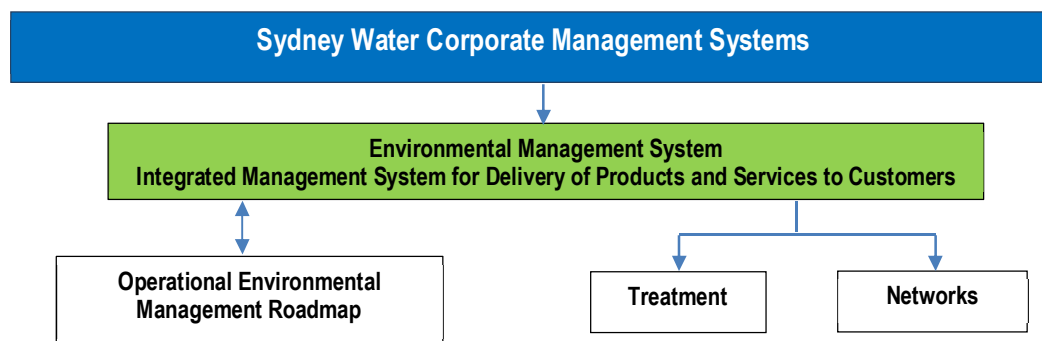 Sydney Water Corporate Management Systems
Environmental Management System
Integrated Management System for Delivery of Products and Services to Customers
Operational Environmental
Management Roadmap
Treatment
Networks